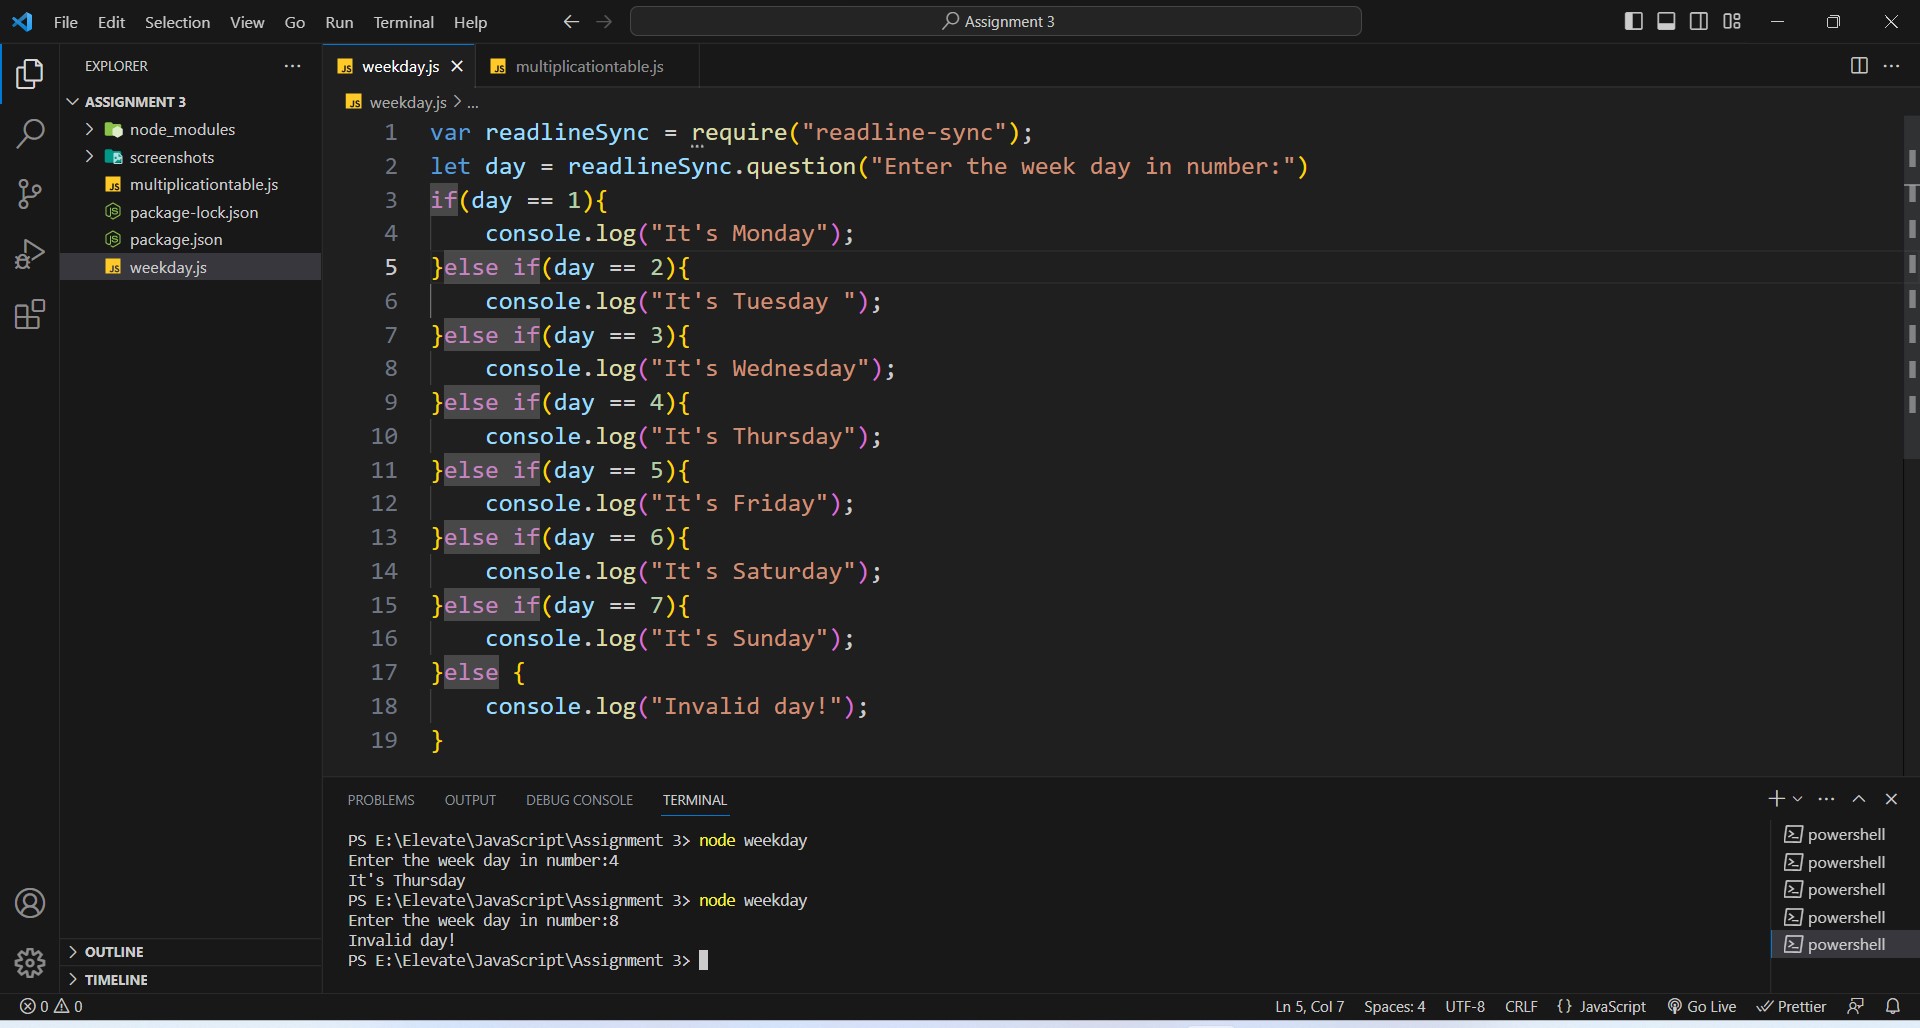 File Edit Selection View Go Run Terminal Help
Assignment 3
EXPLORER
ASSIGNMENT 3
node_modules
screenshots
multiplicationtable.js
package-lock.json
package.json
weekday.js
OUTLINE
TIMELINE
weekday.js multiplicationtable.js
weekday.js > ...
1 var readlineSync = require("readline-sync");
2 let day = readlineSync.question("Enter the week day in number:")
3 if(day == 1){
4     console.log("It's Monday");
5 }else if(day == 2){
6     console.log("It's Tuesday ");
7 }else if(day == 3){
8     console.log("It's Wednesday");
9 }else if(day == 4){
10     console.log("It's Thursday");
11 }else if(day == 5){
12     console.log("It's Friday");
13 }else if(day == 6){
14     console.log("It's Saturday");
15 }else if(day == 7){
16     console.log("It's Sunday");
17 }else {
18     console.log("Invalid day!");
19 }
PROBLEMS OUTPUT DEBUG CONSOLE TERMINAL
PS E:\Elevate\JavaScript\Assignment 3> node weekday
Enter the week day in number:4
It's Thursday
PS E:\Elevate\JavaScript\Assignment 3> node weekday
Enter the week day in number:8
Invalid day!
PS E:\Elevate\JavaScript\Assignment 3>
powershell
powershell
powershell
powershell
powershell
0 0 Ln 5, Col 7 Spaces: 4 UTF-8 CRLF {} JavaScript Go Live Prettier